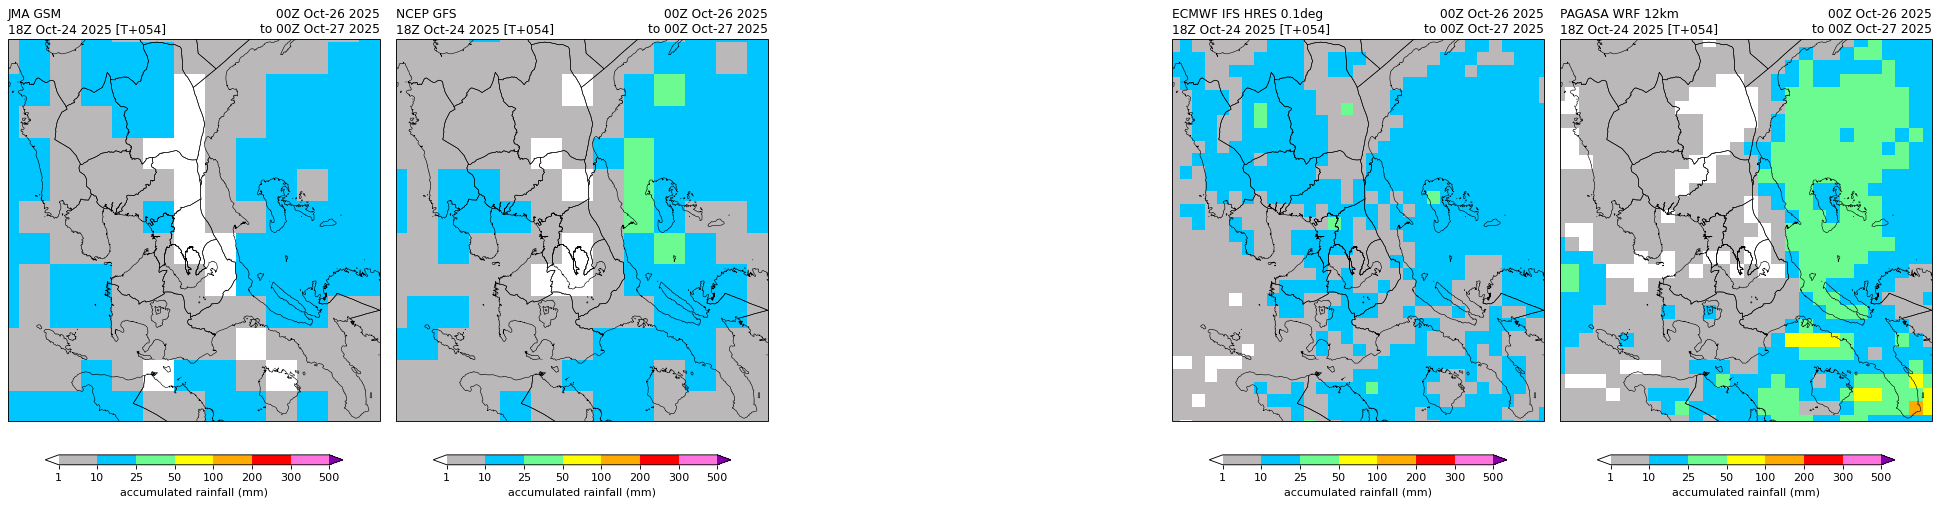 JMA GSM 00Z Oct-26 2025
18Z Oct-24 2025 [T+054] to 00Z Oct-27 2025
1 10 25 50 100 200 300 500
accumulated rainfall (mm)
NCEP GFS 00Z Oct-26 2025
18Z Oct-24 2025 [T+054] to 00Z Oct-27 2025
1 10 25 50 100 200 300 500
accumulated rainfall (mm)
ECMWF IFS HRES 0.1deg 00Z Oct-26 2025
18Z Oct-24 2025 [T+054] to 00Z Oct-27 2025
1 10 25 50 100 200 300 500
accumulated rainfall (mm)
PAGASA WRF 12km 00Z Oct-26 2025
18Z Oct-24 2025 [T+054] to 00Z Oct-27 2025
1 10 25 50 100 200 300 500
accumulated rainfall (mm)